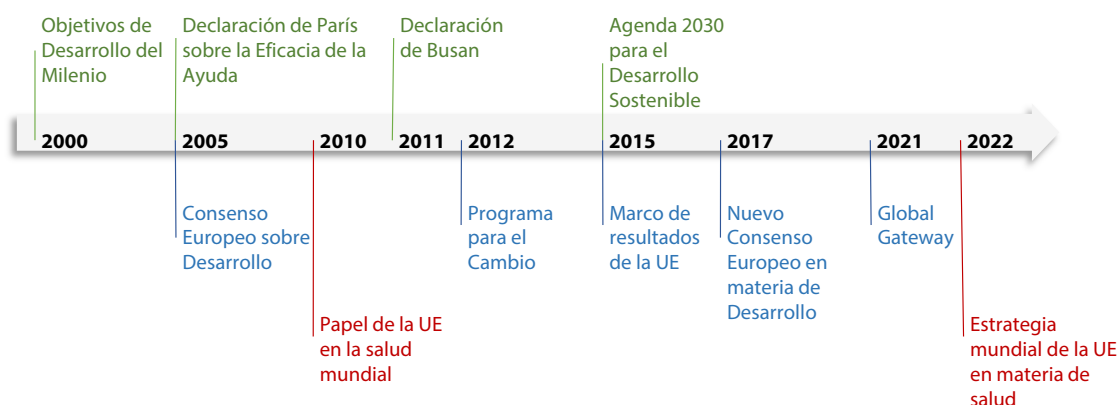 Objetivos de
Desarrollo del
Milenio
Declaración de París
sobre la Eficacia de la
Ayuda
Declaración
de Busan
Agenda 2030
para el
Desarrollo
Sostenible
2000
2005
2010
2011
2012
2015
2017
2021
2022
Consenso
Europeo sobre
Desarrollo
Programa
para el
Cambio
Marco de
resultados
de la UE
Nuevo
Consenso
Europeo en
materia de
Desarrollo
Global
Gateway
Papel de la UE
en la salud
mundial
Estrategia
mundial de la UE
en materia de
salud